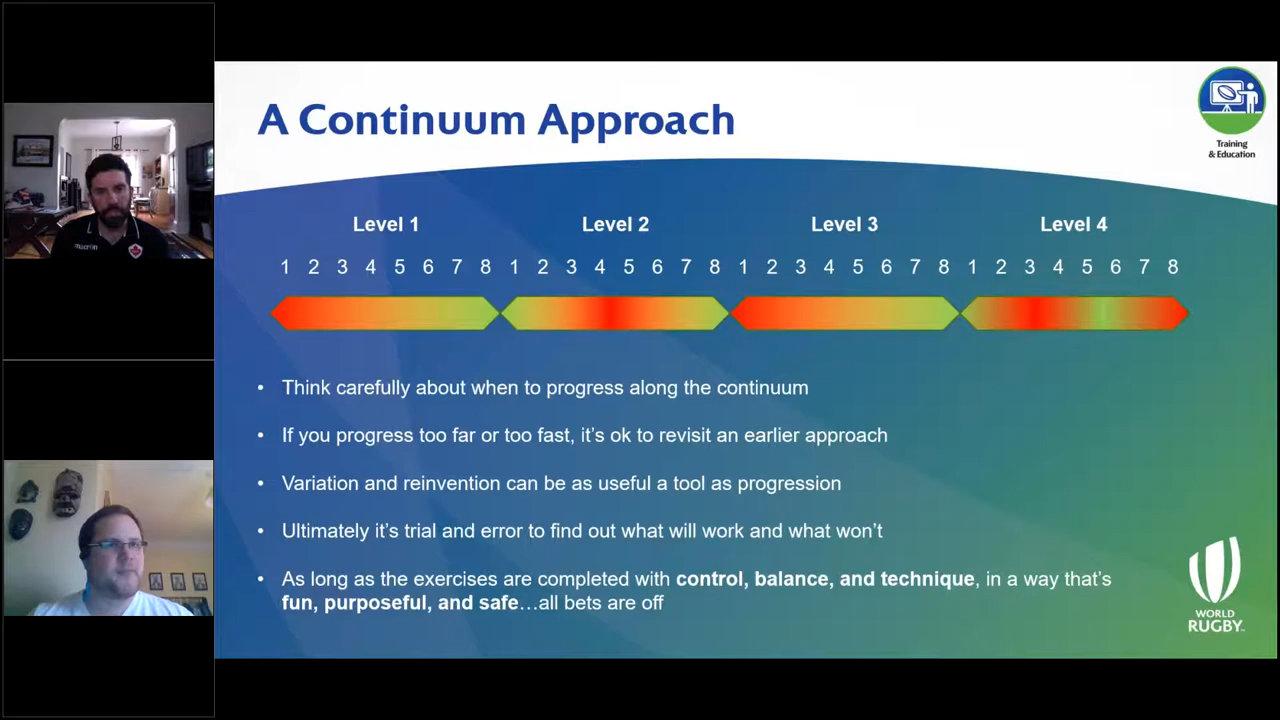 A Continuum Approach
Training
& Education
Level 1 Level 2 Level 3 Level 4
1 2 3 4 5 6 7 8 1 2 3 4 5 6 7 8 1 2 3 4 5 6 7 8 1 2 3 4 5 6 7 8
• Think carefully about when to progress along the continuum
• If you progress too far or too fast, it's ok to revisit an earlier approach
• Variation and reinvention can be as useful a tool as progression
• Ultimately it's trial and error to find out what will work and what won't
• As long as the exercises are completed with control, balance, and technique, in a way that's
fun, purposeful, and safe…all bets are off
WORLD
RUGBY™
macron